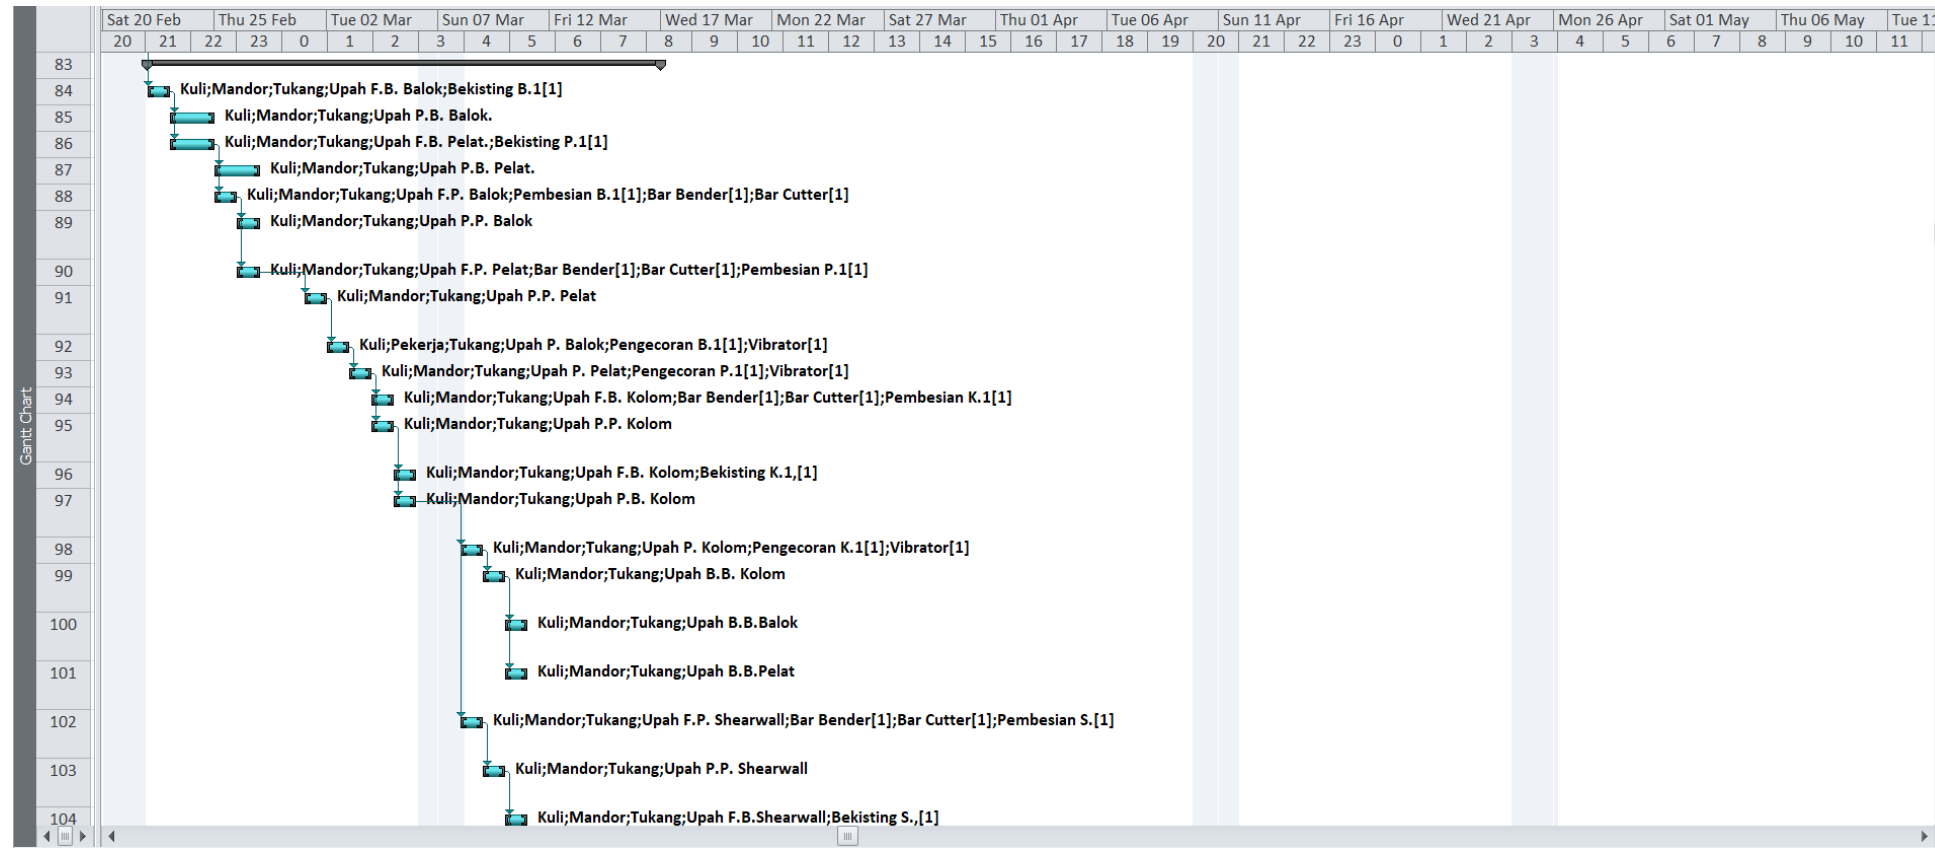 Sat 20 Feb Thu 25 Feb Tue 02 Mar Sun 07 Mar Fri 12 Mar Wed 17 Mar Mon 22 Mar Sat 27 Mar Thu 01 Apr Tue 06 Apr Sun 11 Apr Fri 16 Apr Wed 21 Apr Mon 26 Apr Sat 01 May Thu 06 May Tue 11
20 21 22 23 0 1 2 3 4 5 6 7 8 9 10 11 12 13 14 15 16 17 18 19 20 21 22 23 0 1 2 3 4 5 6 7 8 9 10 11
83
84 Kuli;Mandor;Tukang;Upah F.B. Balok;Bekisting B.1[1]
85 Kuli;Mandor;Tukang;Upah P.B. Balok.
86 Kuli;Mandor;Tukang;Upah F.B. Pelat.;Bekisting P.1[1]
87 Kuli;Mandor;Tukang;Upah P.B. Pelat.
88 Kuli;Mandor;Tukang;Upah F.P. Balok;Pembesian B.1[1];Bar Bender[1];Bar Cutter[1]
89 Kuli;Mandor;Tukang;Upah P.P. Balok
90 Kuli;Mandor;Tukang;Upah F.P. Pelat;Bar Bender[1];Bar Cutter[1];Pembesian P.1[1]
91 Kuli;Mandor;Tukang;Upah P.P. Pelat
92 Kuli;Pekerja;Tukang;Upah P. Balok;Pengecoran B.1[1];Vibrator[1]
93 Kuli;Mandor;Tukang;Upah P. Pelat;Pengecoran P.1[1];Vibrator[1]
94 Kuli;Mandor;Tukang;Upah F.B. Kolom;Bar Bender[1];Bar Cutter[1];Pembesian K.1[1]
95 Kuli;Mandor;Tukang;Upah P.P. Kolom
96 Kuli;Mandor;Tukang;Upah F.B. Kolom;Bekisting K.1,[1]
97 Kuli;Mandor;Tukang;Upah P.B. Kolom
98 Kuli;Mandor;Tukang;Upah P. Kolom;Pengecoran K.1[1];Vibrator[1]
99 Kuli;Mandor;Tukang;Upah B.B. Kolom
100 Kuli;Mandor;Tukang;Upah B.B.Balok
101 Kuli;Mandor;Tukang;Upah B.B.Pelat
102 Kuli;Mandor;Tukang;Upah F.P. Shearwall;Bar Bender[1];Bar Cutter[1];Pembesian S.[1]
103 Kuli;Mandor;Tukang;Upah P.P. Shearwall
104 Kuli;Mandor;Tukang;Upah F.B.Shearwall;Bekisting S.,[1]
Gantt Chart